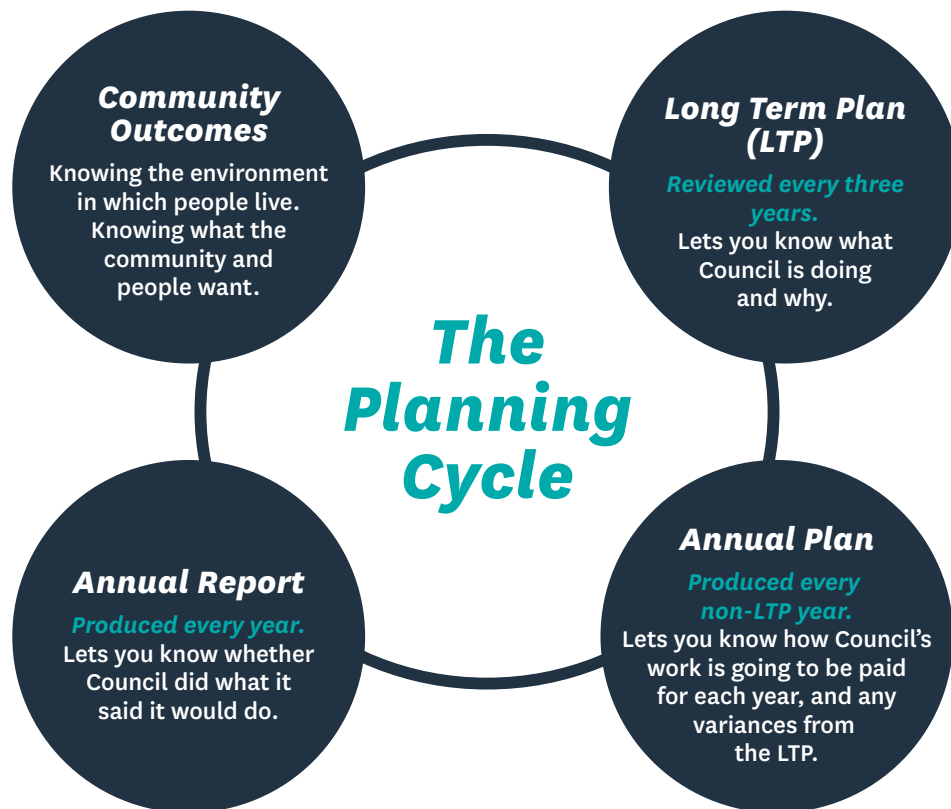 Community
Outcomes
Knowing the environment
in which people live.
Knowing what the
community and
people want.
Long Term Plan
(LTP)
Reviewed every three
years.
Lets you know what
Council is doing
and why.
The
Planning
Cycle
Annual Report
Produced every year.
Lets you know whether
Council did what it
said it would do.
Annual Plan
Produced every
non-LTP year.
Lets you know how Council’s
work is going to be paid
for each year, and any
variances from
the LTP.